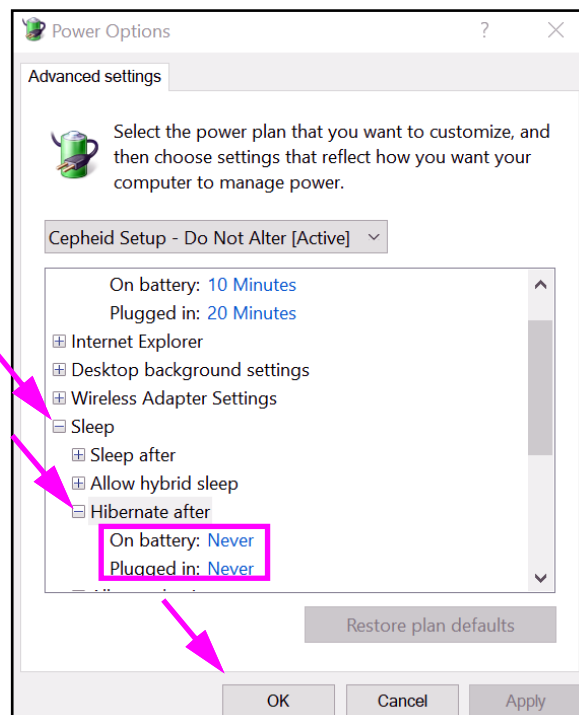 Power Options
?
Advanced settings
Select the power plan that you want to customize, and
then choose settings that reflect how you want your
computer to manage power.
Cepheid Setup - Do Not Alter [Active]
On battery: 10 Minutes
Plugged in: 20 Minutes
Internet Explorer
Desktop background settings
Wireless Adapter Settings
Sleep
Sleep after
Allow hybrid sleep
Hibernate after
On battery: Never
Plugged in: Never
Restore plan defaults
OK Cancel Apply